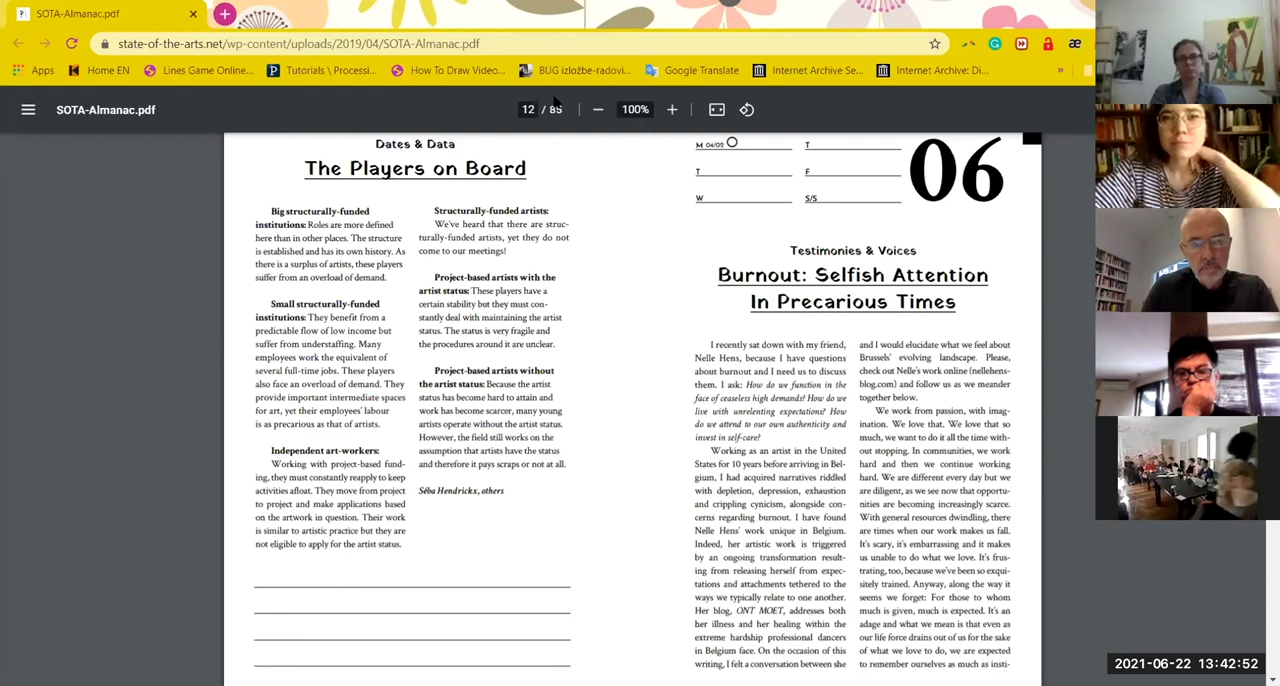 SOTA-Almanac.pdf
state-of-the-arts.net/wp-content/uploads/2019/04/SOTA-Almanac.pdf
Apps
Home EN
Lines Game Online...
Tutorials \ Processi...
How To Draw Video...
BUG izložbe-radovi...
Google Translate
Internet Archive Se...
Internet Archive: Di...
»
SOTA-Almanac.pdf
12 / 85
100%
Dates & Data
The Players on Board
Big structurally-funded
institutions: Roles are more defined
here than in other places. The structure
is established and has its own history. As
there is a surplus of artists, these players
suffer from an overload of demand.
Small structurally-funded
institutions: They benefit from a
predictable flow of low income but
suffer from understaffing. Many
employees work the equivalent of
several full-time jobs. These players
also face an overload of demand. They
provide important intermediate spaces
for art, yet their employees' labour
is as precarious as that of artists.
Independent art-workers:
Working with project-based fund-
ing, they must constantly reapply to keep
activities afloat. They move from project
to project and make applications based
on the artwork in question. Their work
is similar to artistic practice but they are
not eligible to apply for the artist status.
Structurally-funded artists:
We've heard that there are struc-
turally-funded artists, yet they do not
come to our meetings!
Project-based artists with the
artist status: These players have a
certain stability but they must con-
stantly deal with maintaining the artist
status. The status is very fragile and
the procedures around it are unclear.
Project-based artists without
the artist status: Because the artist
status has become hard to attain and
work has become scarcer, many young
artists operate without the artist status.
However, the field still works on the
assumption that artists have the status
and therefore it pays scraps or not at all.
Séba Hendrickx, others
M 04/02
T
W
T
F
S/S
06
Testimonies & Voices
Burnout: Selfish Attention
In Precarious Times
I recently sat down with my friend,
Nelle Hens, because I have questions
about burnout and I need us to discuss
them. I ask: How do we function in the
face of ceaseless high demands? How do we
live with unrelenting expectations? How
do we attend to our own authenticity and
invest in self-care?
Working as an artist in the United
States for 10 years before arriving in Bel-
gium, I had acquired narratives riddled
with depletion, depression, exhaustion
and crippling cynicism, alongside con-
cerns regarding burnout. I have found
Nelle Hens' work unique in Belgium.
Indeed, her artistic work is triggered
by an ongoing transformation result-
ing from releasing herself from expec-
tations and attachments tethered to the
ways we typically relate to one another.
Her blog, ONT MOET, addresses both
her illness and her healing within the
extreme hardship professional dancers
in Belgium face. On the occasion of this
writing, I felt a conversation between she
and I would elucidate what we feel about
Brussels' evolving landscape. Please,
check out Nelle's work online (nellehens-
blog.com) and follow us as we meander
together below.
We work from passion, with imag-
ination. We love that. We love that so
much, we want to do it all the time with-
out stopping. In communities, we work
hard and then we continue working
hard. We are different every day but we
are diligent, as we see now that opportu-
nities are becoming increasingly scarce.
With general resources dwindling, there
are times when our work makes us fall.
It's scary, it's embarrassing and it makes
us unable to do what we love. It's frus-
trating, too, because we've been so exqui-
sitely trained. Anyway, along the way it
seems we forget: For those to whom
much is given, much is expected. It's an
adage and what we mean is that even as
our life force drains out of us for the sake
of what we love to do, we are expected
to remember ourselves as much as insti-
2021-06-22 13:42:52